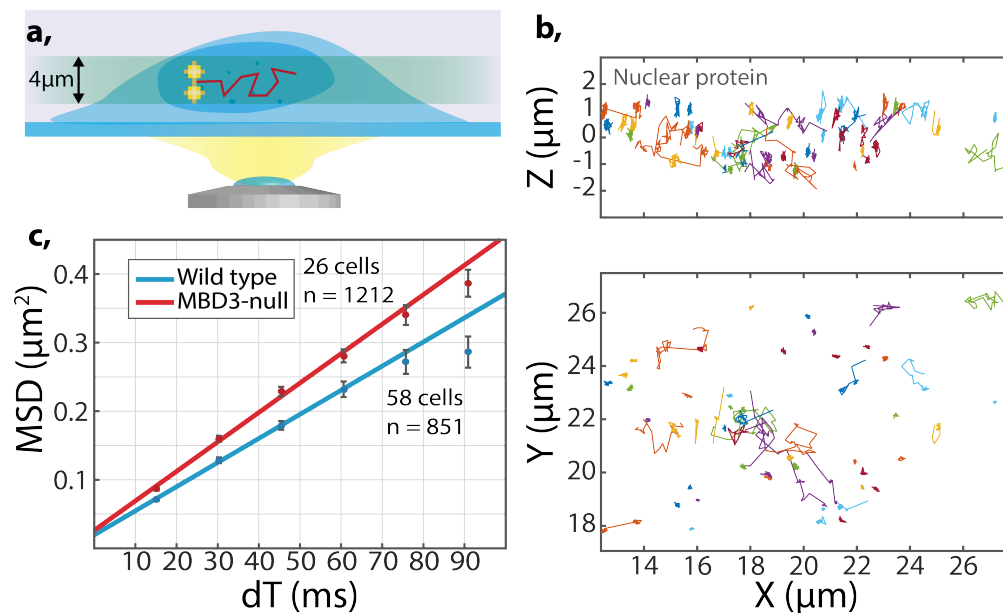 a,
4μm
b,
Nuclear protein
2
1
0
-1
-2
Z (μm)
c,
Wild type
MBD3-null
26 cells
n = 1212
58 cells
n = 851
0.4
0.3
0.2
0.1
MSD (μm²)
10 20 30 40 50 60 70 80 90
dT (ms)
26
24
22
20
18
Y (μm)
14 16 18 20 22 24 26
X (μm)